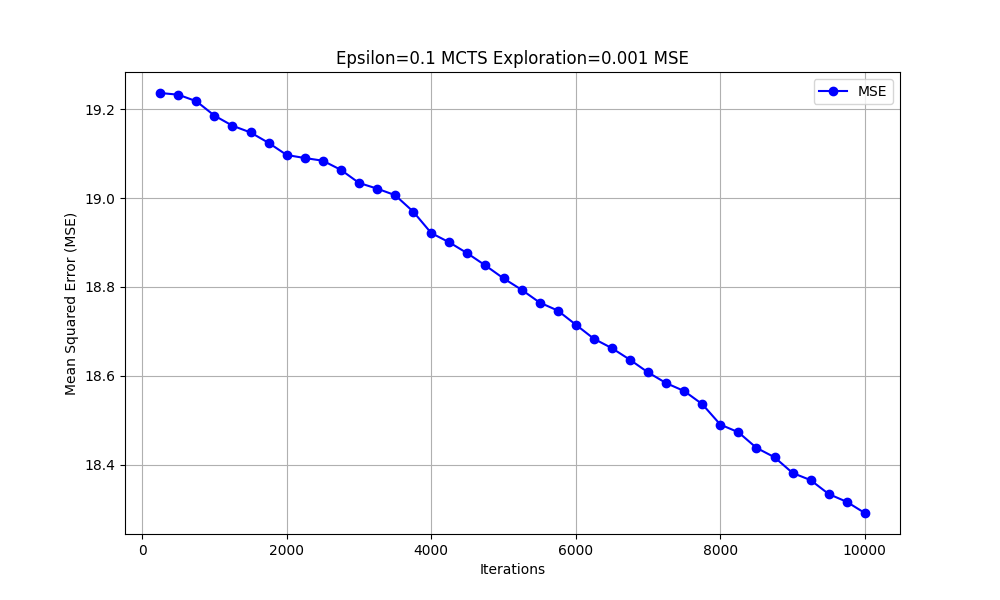 Epsilon=0.1 MCTS Exploration=0.001 MSE
MSE
19.2
19.0
18.8
18.6
18.4
Mean Squared Error (MSE)
0 2000 4000 6000 8000 10000
Iterations